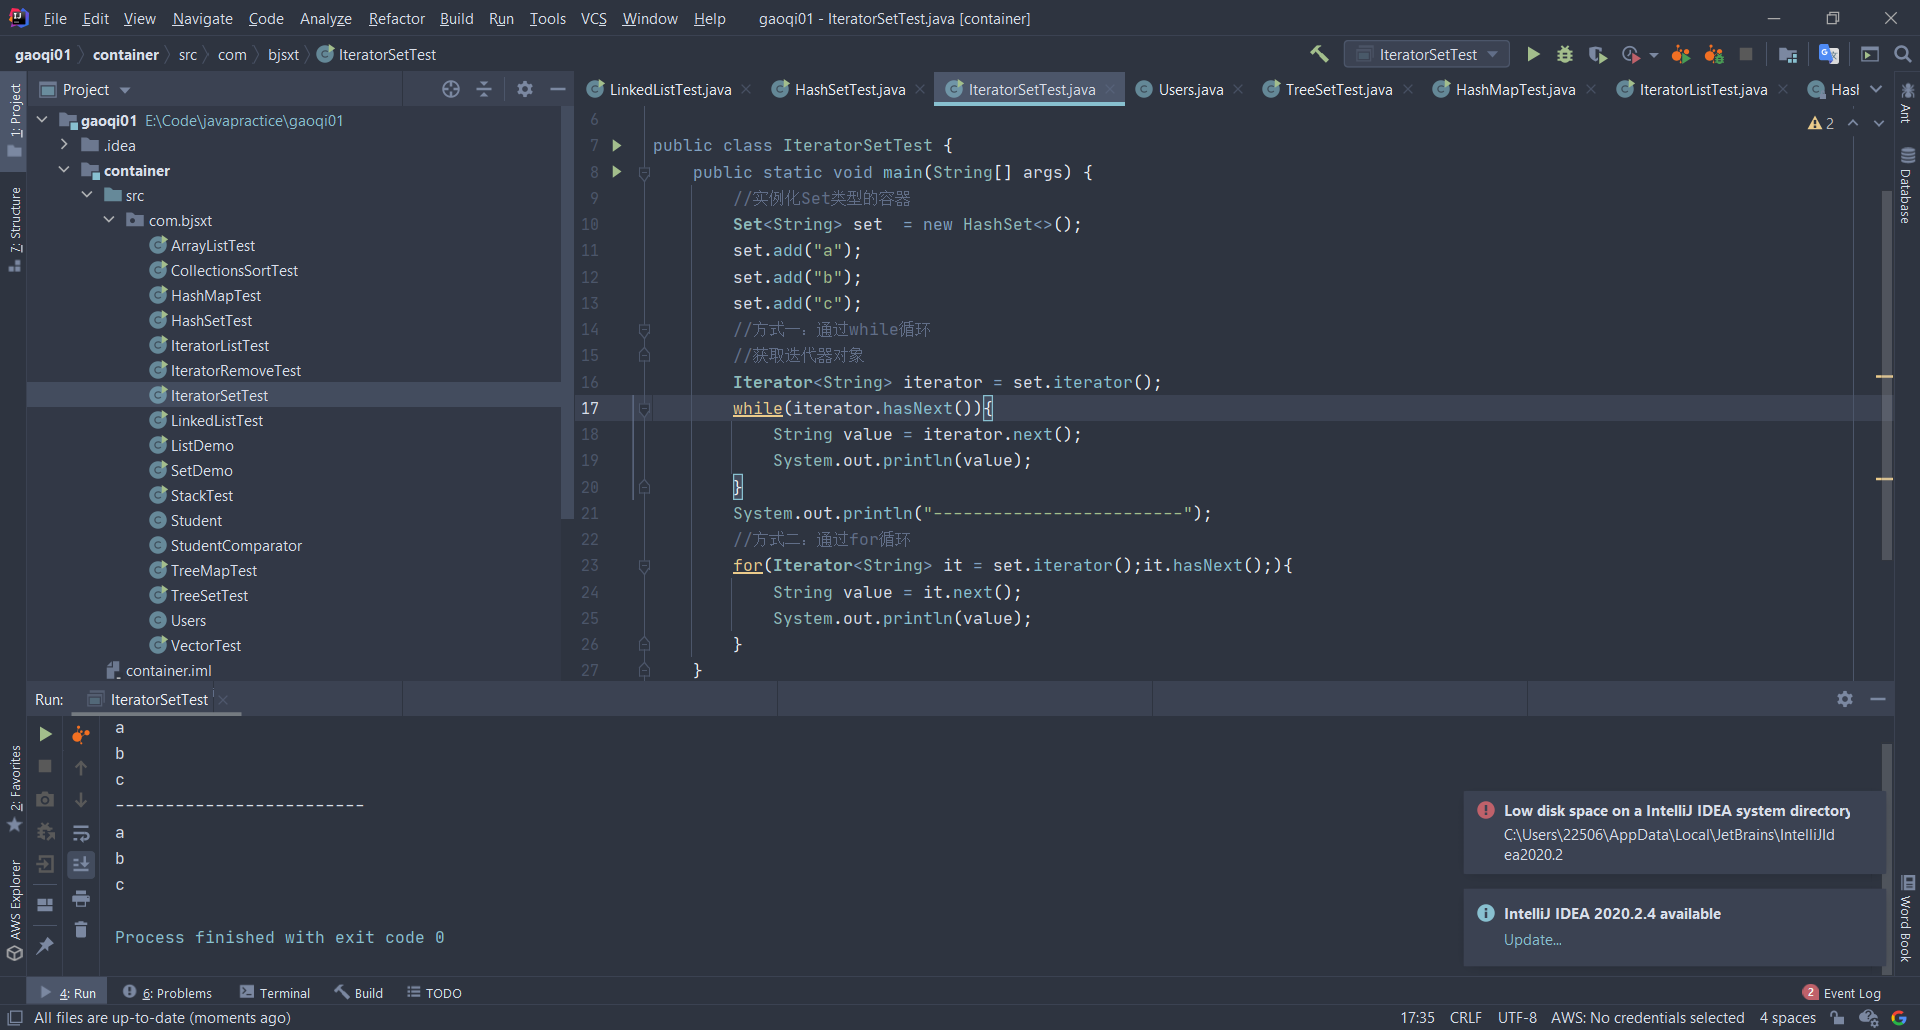 File Edit View Navigate Code Analyze Refactor Build Run Tools VCS Window Help gaoqi01 - IteratorSetTest.java [container]
gaoqi01 container src com bjsxt IteratorSetTest
IteratorSetTest
1: Project
7: Structure
2: Favorites
AWS Explorer
Project
gaoqi01 E:\Code\javapractice\gaoqi01
.idea
container
src
com.bjsxt
ArrayListTest
CollectionsSortTest
HashMapTest
HashSetTest
IteratorListTest
IteratorRemoveTest
IteratorSetTest
LinkedListTest
ListDemo
SetDemo
StackTest
Student
StudentComparator
TreeMapTest
TreeSetTest
Users
VectorTest
container.iml
LinkedListTest.java HashSetTest.java IteratorSetTest.java Users.java TreeSetTest.java HashMapTest.java IteratorListTest.java Hash
2
6
7 public class IteratorSetTest {
8 public static void main(String[] args) {
9 //实例化Set类型的容器
10 Set<String> set  = new HashSet<>();
11 set.add("a");
12 set.add("b");
13 set.add("c");
14 //方式一：通过while循环
15 //获取迭代器对象
16 Iterator<String> iterator = set.iterator();
17 while(iterator.hasNext()){
18 String value = iterator.next();
19 System.out.println(value);
20 }
21 System.out.println("-------------------------");
22 //方式二：通过for循环
23 for(Iterator<String> it = set.iterator();it.hasNext();){
24 String value = it.next();
25 System.out.println(value);
26 }
27 }
Ant
Database
Word Book
Run: IteratorSetTest
a
b
c
-------------------------
a
b
c
Process finished with exit code 0
Low disk space on a IntelliJ IDEA system directory
C:\Users\22506\AppData\Local\JetBrains\IntelliJId
ea2020.2
IntelliJ IDEA 2020.2.4 available
Update...
4: Run 6: Problems Terminal Build TODO 2 Event Log
All files are up-to-date (moments ago) 17:35 CRLF UTF-8 AWS: No credentials selected 4 spaces